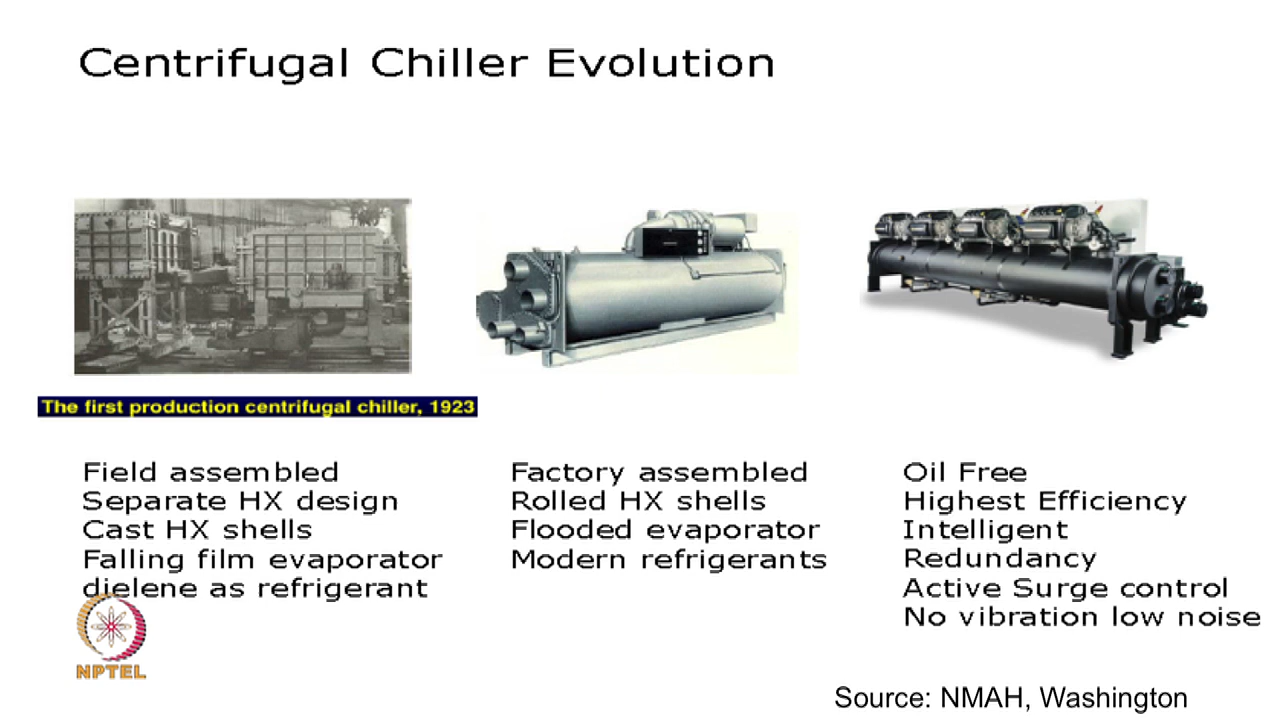 Centrifugal Chiller Evolution
The first production centrifugal chiller, 1923
Field assembled
Separate HX design
Cast HX shells
Falling film evaporator
dielene as refrigerant
Factory assembled
Rolled HX shells
Flooded evaporator
Modern refrigerants
Oil Free
Highest Efficiency
Intelligent
Redundancy
Active Surge control
No vibration low noise
NPTEL
Source: NMAH, Washington